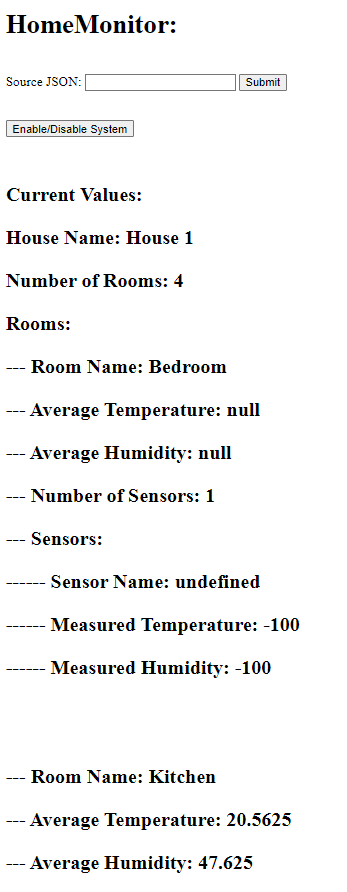 HomeMonitor:
Source JSON: Submit
Enable/Disable System
Current Values:
House Name: House 1
Number of Rooms: 4
Rooms:
--- Room Name: Bedroom
--- Average Temperature: null
--- Average Humidity: null
--- Number of Sensors: 1
--- Sensors:
------ Sensor Name: undefined
------ Measured Temperature: -100
------ Measured Humidity: -100
--- Room Name: Kitchen
--- Average Temperature: 20.5625
--- Average Humidity: 47.625